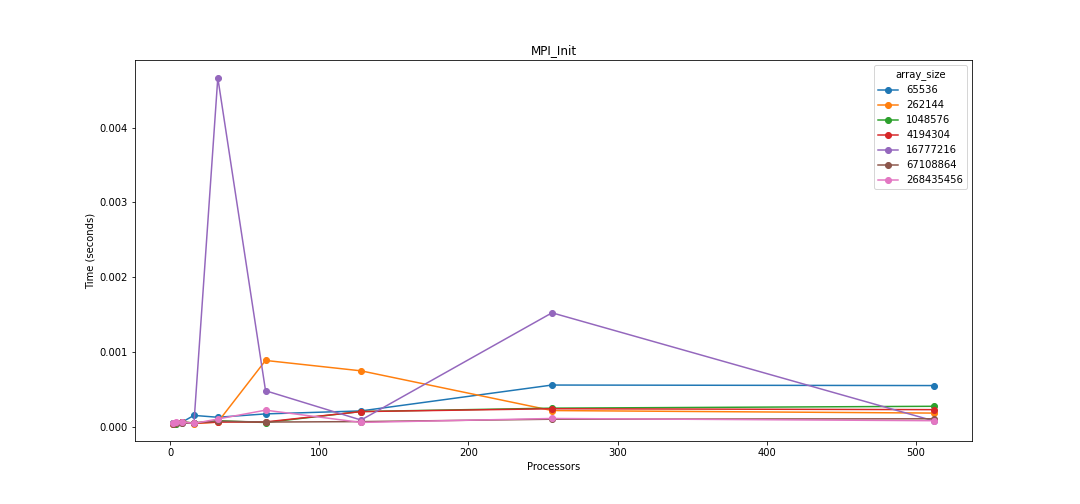 MPI_Init
array_size
65536
262144
1048576
4194304
16777216
67108864
268435456
0.004
0.003
0.002
0.001
0.000
Time (seconds)
0 100 200 300 400 500
Processors